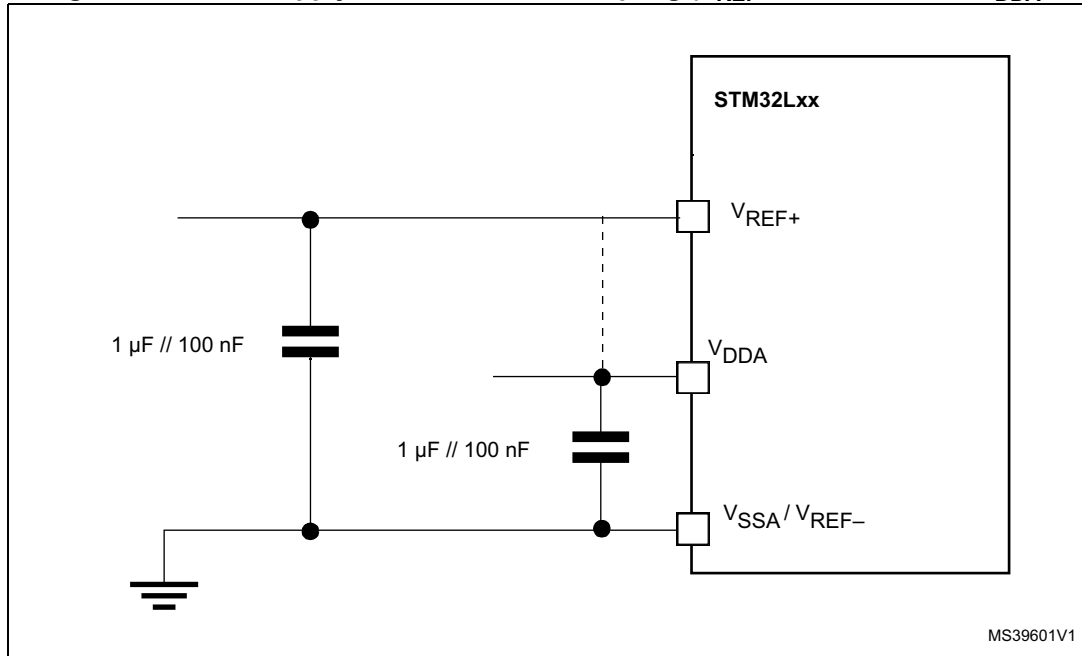 STM32Lxx
VREF+
1 µF // 100 nF
VDDA
1 µF // 100 nF
VSSA / VREF–
MS39601V1